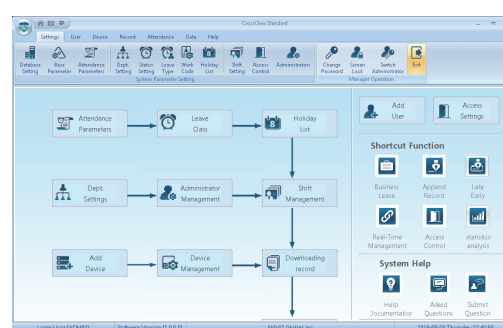 CrossChex Standard
Settings User Device Record Attendance Data Help
Database Setting
Base Parameter
Attendance Parameters
Dept. Setting
Status Setting
Leave Type
Work Code
Holiday List
Shift Setting
Access Control
Administrators
Change Password
Screen Lock
Switch Administrator
Exit
System Parameter Setting
Manager Operation
Attendance Parameters
Leave Class
Holiday List
Dept. Settings
Administrator Management
Shift Management
Add Device
Device Management
Downloading record
Add User
Access Settings
Shortcut Function
Business Leave
Append Record
Late Early
Real-Time Management
Access Control
statistics analysis
System Help
Help Documentation
Asked Questions
Submit Question